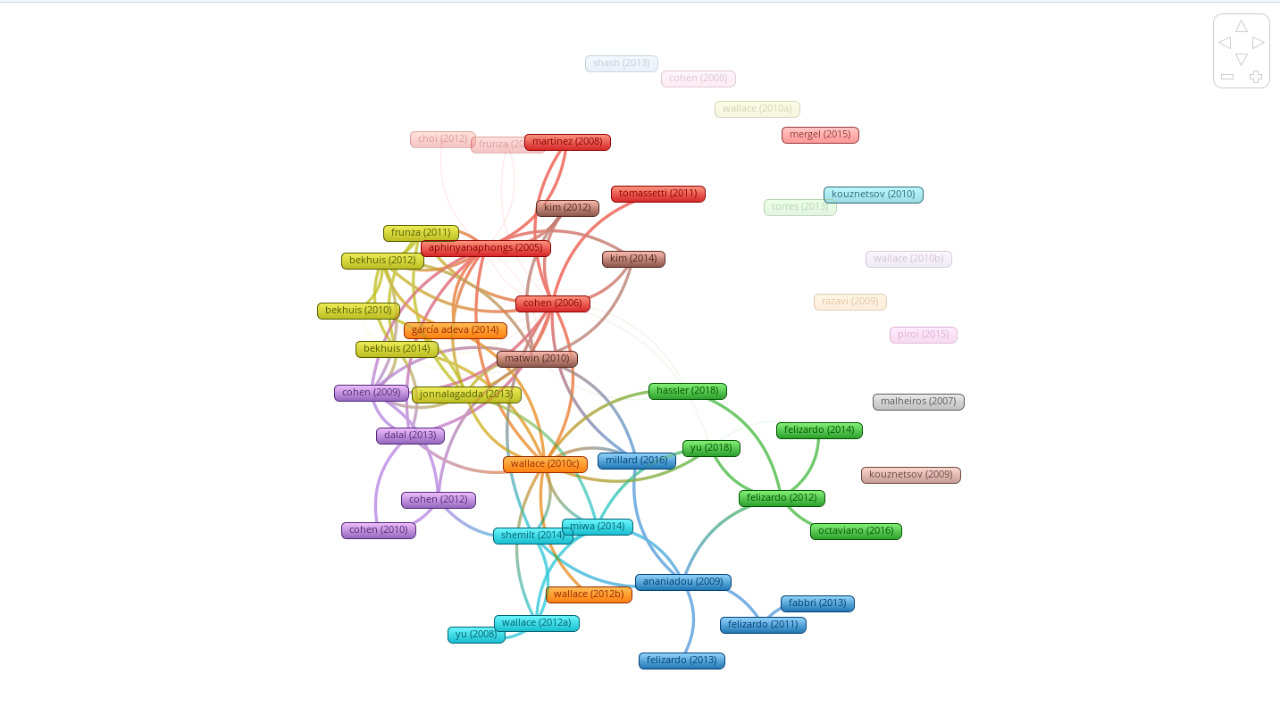 shash (2013)
cohen (2008)
wallace (2010a)
mergel (2015)
choi (2012)
frunza (20
martinez (2008)
tomassetti (2011)
kouznetsov (2010)
torres (2013)
kim (2012)
frunza (2011)
aphinyanaphongs (2005)
bekhuis (2012)
kim (2014)
wallace (2010b)
cohen (2006)
razavi (2009)
bekhuis (2010)
garcía adeva (2014)
piroi (2015)
bekhuis (2014)
matwin (2010)
cohen (2009)
jonnalagadda (2013)
hassler (2018)
malheiros (2007)
dalal (2013)
felizardo (2014)
yu (2018)
wallace (2010c)
millard (2016)
kouznetsov (2009)
cohen (2012)
felizardo (2012)
cohen (2010)
shemilt (2014)
miwa (2014)
octaviano (2016)
ananiadou (2009)
wallace (2012b)
fabbri (2013)
yu (2008)
wallace (2012a)
felizardo (2011)
felizardo (2013)